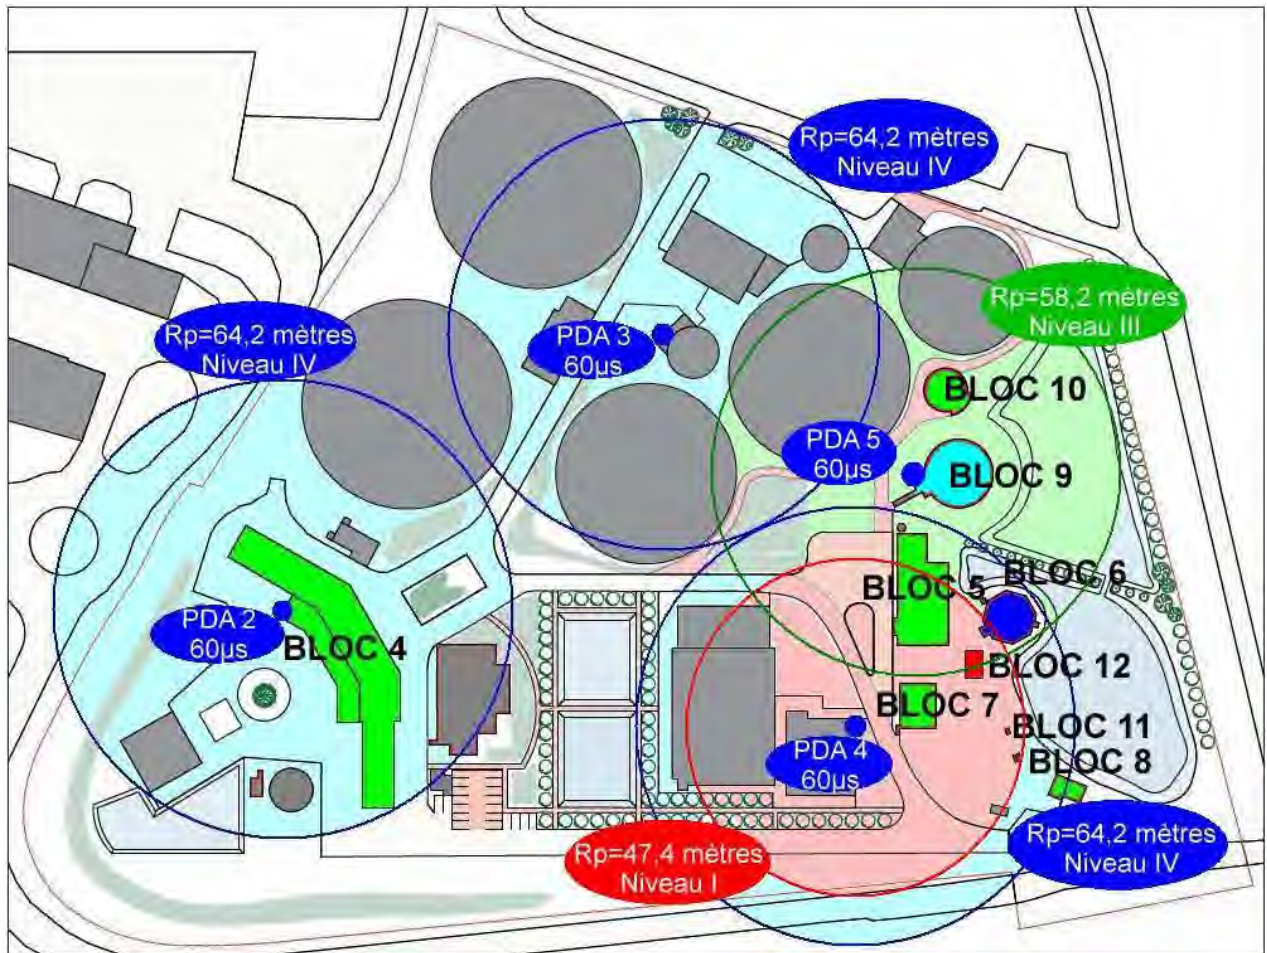 Rp=64,2 mètres
Niveau IV
Rp=58,2 mètres
Niveau III
Rp=64,2 mètres
Niveau IV
PDA 3
60µs
BLOC 10
PDA 5
60µs
BLOC 9
BLOC 6
BLOC 5
PDA 2
60µs
BLOC 4
BLOC 12
BLOC 7
BLOC 11
PDA 4
60µs
BLOC 8
Rp=47,4 mètres
Niveau I
Rp=64,2 mètres
Niveau IV